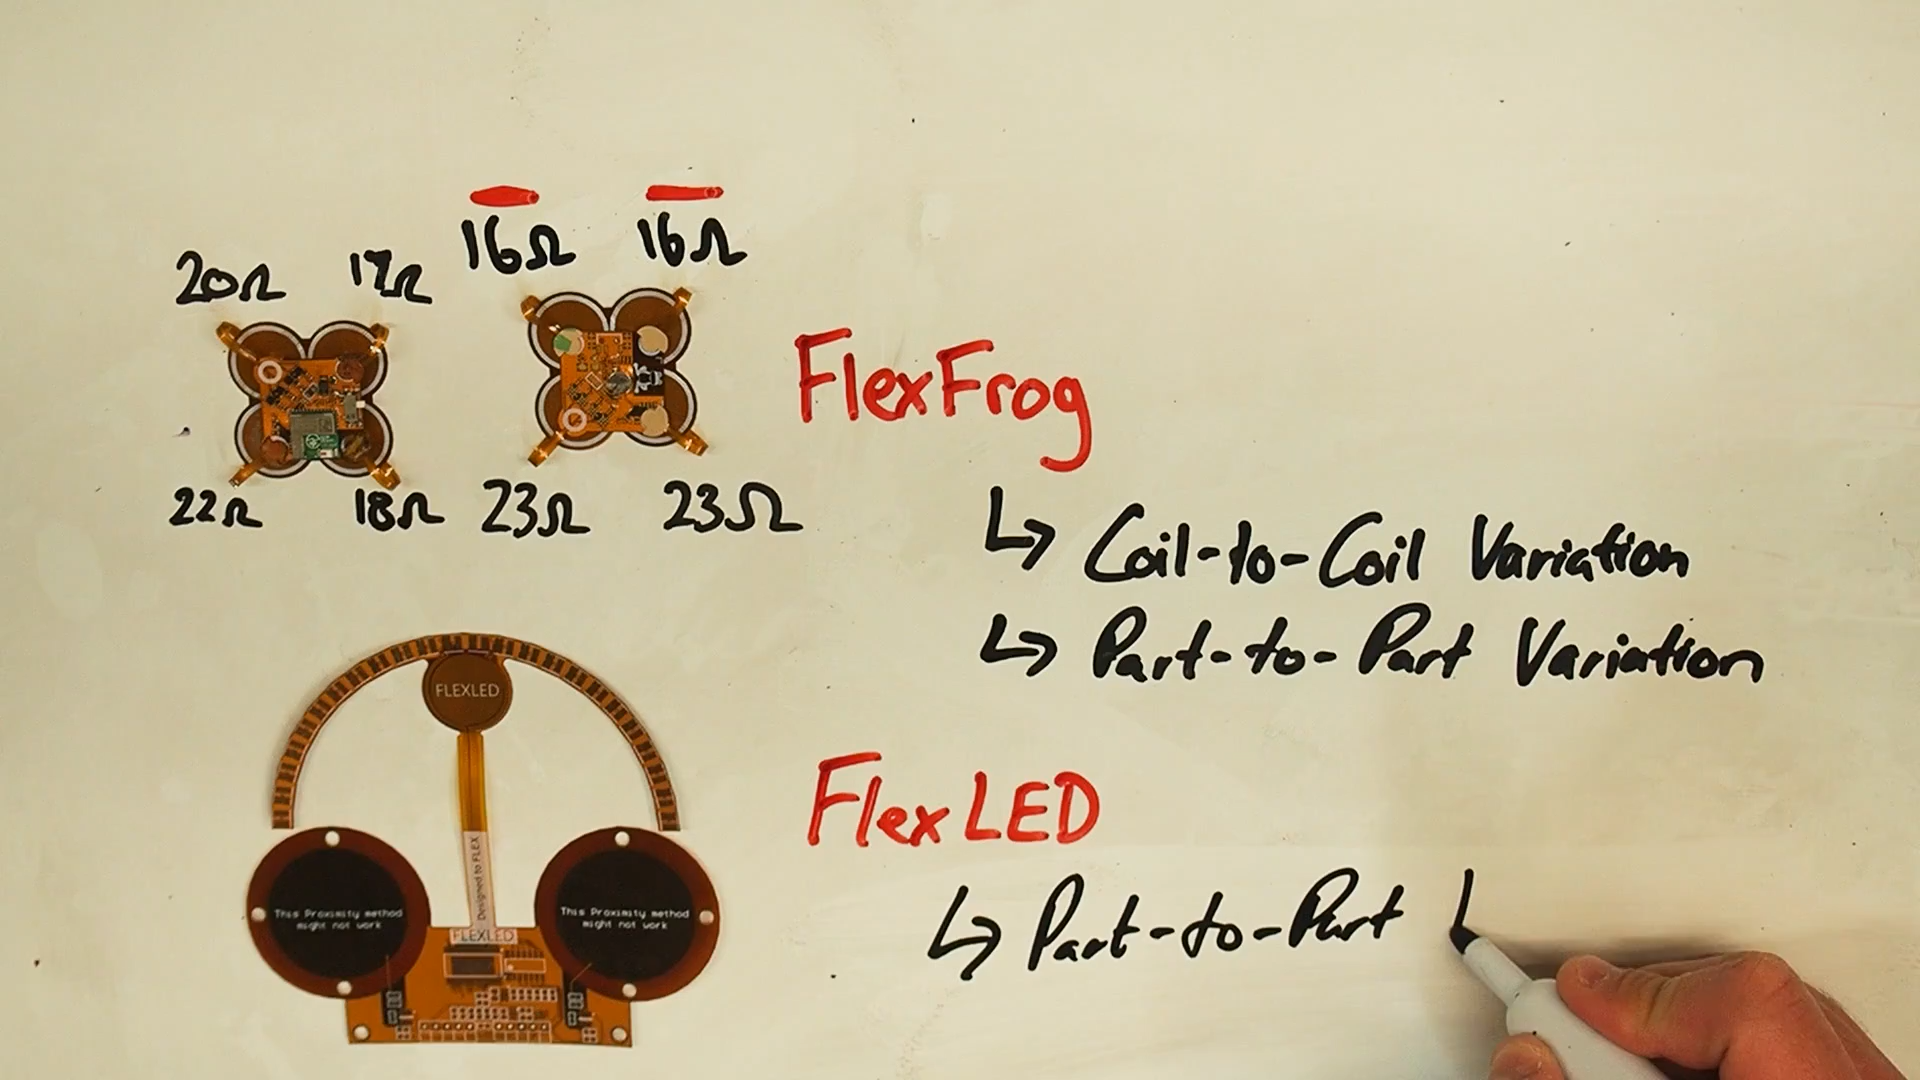 16Ω 16Ω
20Ω 17Ω
FlexFrog
22Ω 18Ω 23Ω 23Ω
↳ Coil-to-Coil Variation
↳ Part-to-Part Variation
FLEXLED
FlexLED
Designed to FLEX
This Proximity method
might not work
This Proximity method
might not work
FLEXLED
↳ Part-to-Part